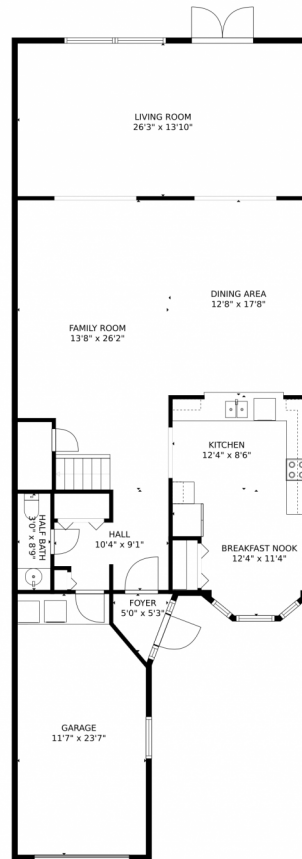 LIVING ROOM
26'3" x 13'10"
DINING AREA
12'8" x 17'8"
FAMILY ROOM
13'8" x 26'2"
KITCHEN
12'4" x 8'6"
HALF BATH
3'0" x 8'9"
HALL
10'4" x 9'1"
BREAKFAST NOOK
12'4" x 11'4"
FOYER
5'0" x 5'3"
GARAGE
11'7" x 23'7"